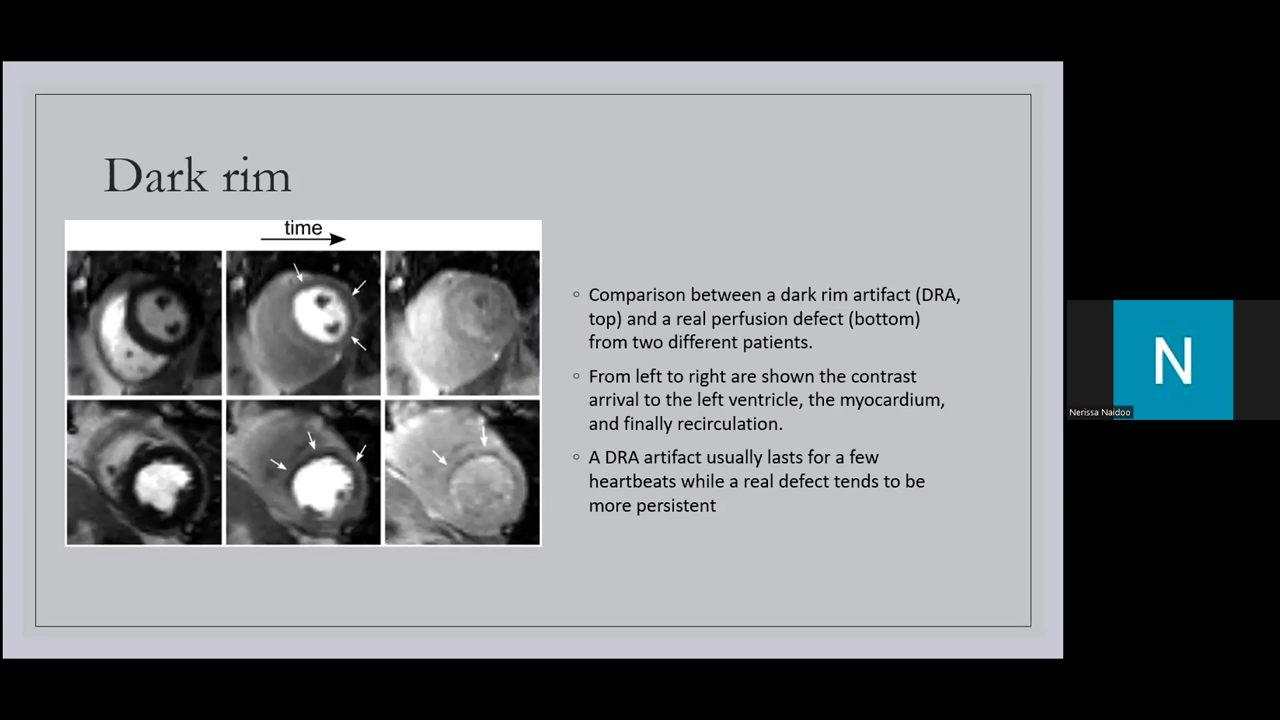 Dark rim
time
◦ Comparison between a dark rim artifact (DRA,
top) and a real perfusion defect (bottom)
from two different patients.
◦ From left to right are shown the contrast
arrival to the left ventricle, the myocardium,
and finally recirculation.
◦ A DRA artifact usually lasts for a few
heartbeats while a real defect tends to be
more persistent
N
Nerissa Naidoo